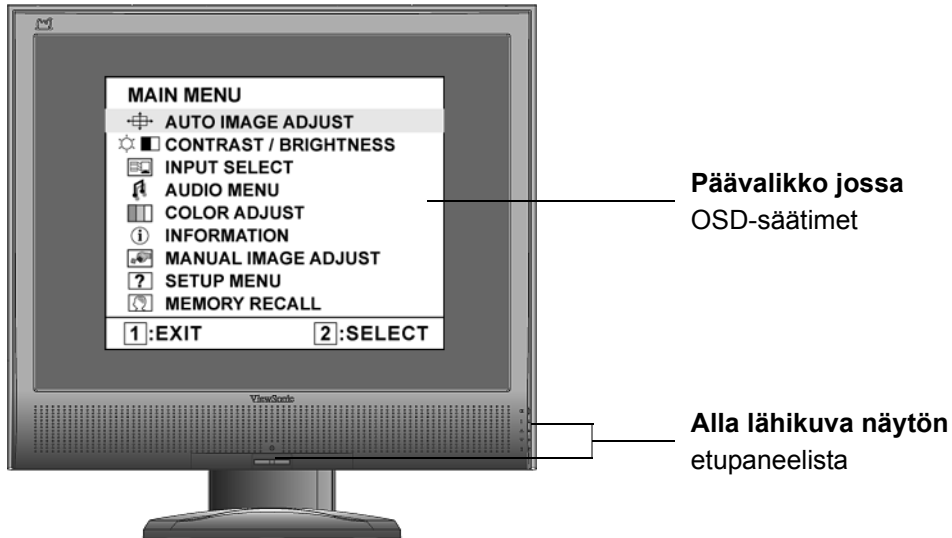 MAIN MENU
AUTO IMAGE ADJUST
CONTRAST / BRIGHTNESS
INPUT SELECT
AUDIO MENU
COLOR ADJUST
INFORMATION
MANUAL IMAGE ADJUST
? SETUP MENU
MEMORY RECALL
1:EXIT 2:SELECT
Päävalikko jossa
OSD-säätimet
ViewSonic
Alla lähikuva näytön
etupaneelista